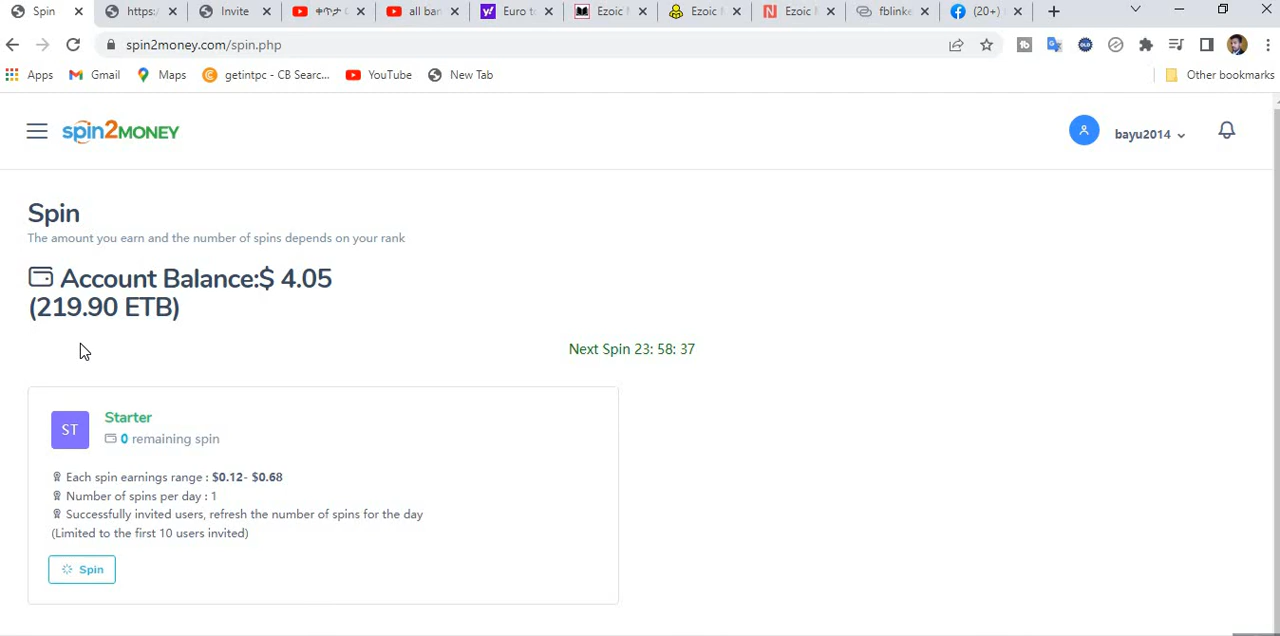 Spin
https:
Invite
all ban
Euro to
Ezoic
Ezoic
Ezoic
fblinke
(20+)
spin2money.com/spin.php
Apps
Gmail
Maps
getintpc - CB Searc...
YouTube
New Tab
Other bookmarks
spin2MONEY
bayu2014
Spin
The amount you earn and the number of spins depends on your rank
Account Balance:$ 4.05
(219.90 ETB)
Next Spin 23: 58: 37
ST
Starter
0 remaining spin
Each spin earnings range : $0.12- $0.68
Number of spins per day : 1
Successfully invited users, refresh the number of spins for the day
(Limited to the first 10 users invited)
Spin